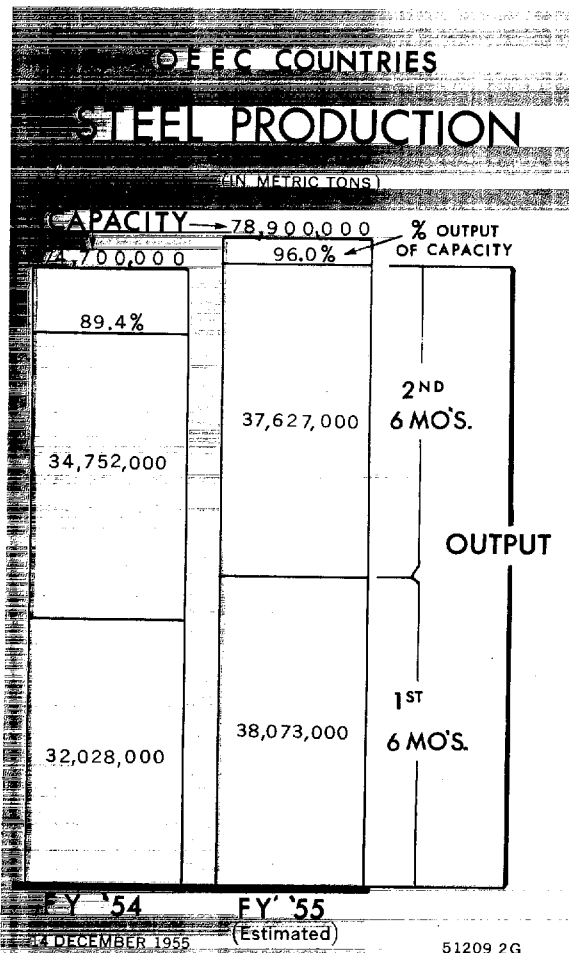 OEEC COUNTRIES
STEEL PRODUCTION
(IN METRIC TONS)
CAPACITY → 78,900,000
% OUTPUT
OF CAPACITY
74,700,000
96.0%
89.4%
2ND
6 MO'S.
37,627,000
34,752,000
OUTPUT
1ST
6 MO'S.
38,073,000
32,028,000
FY '54
FY' '55
(Estimated)
14 DECEMBER 1955
51209 2G